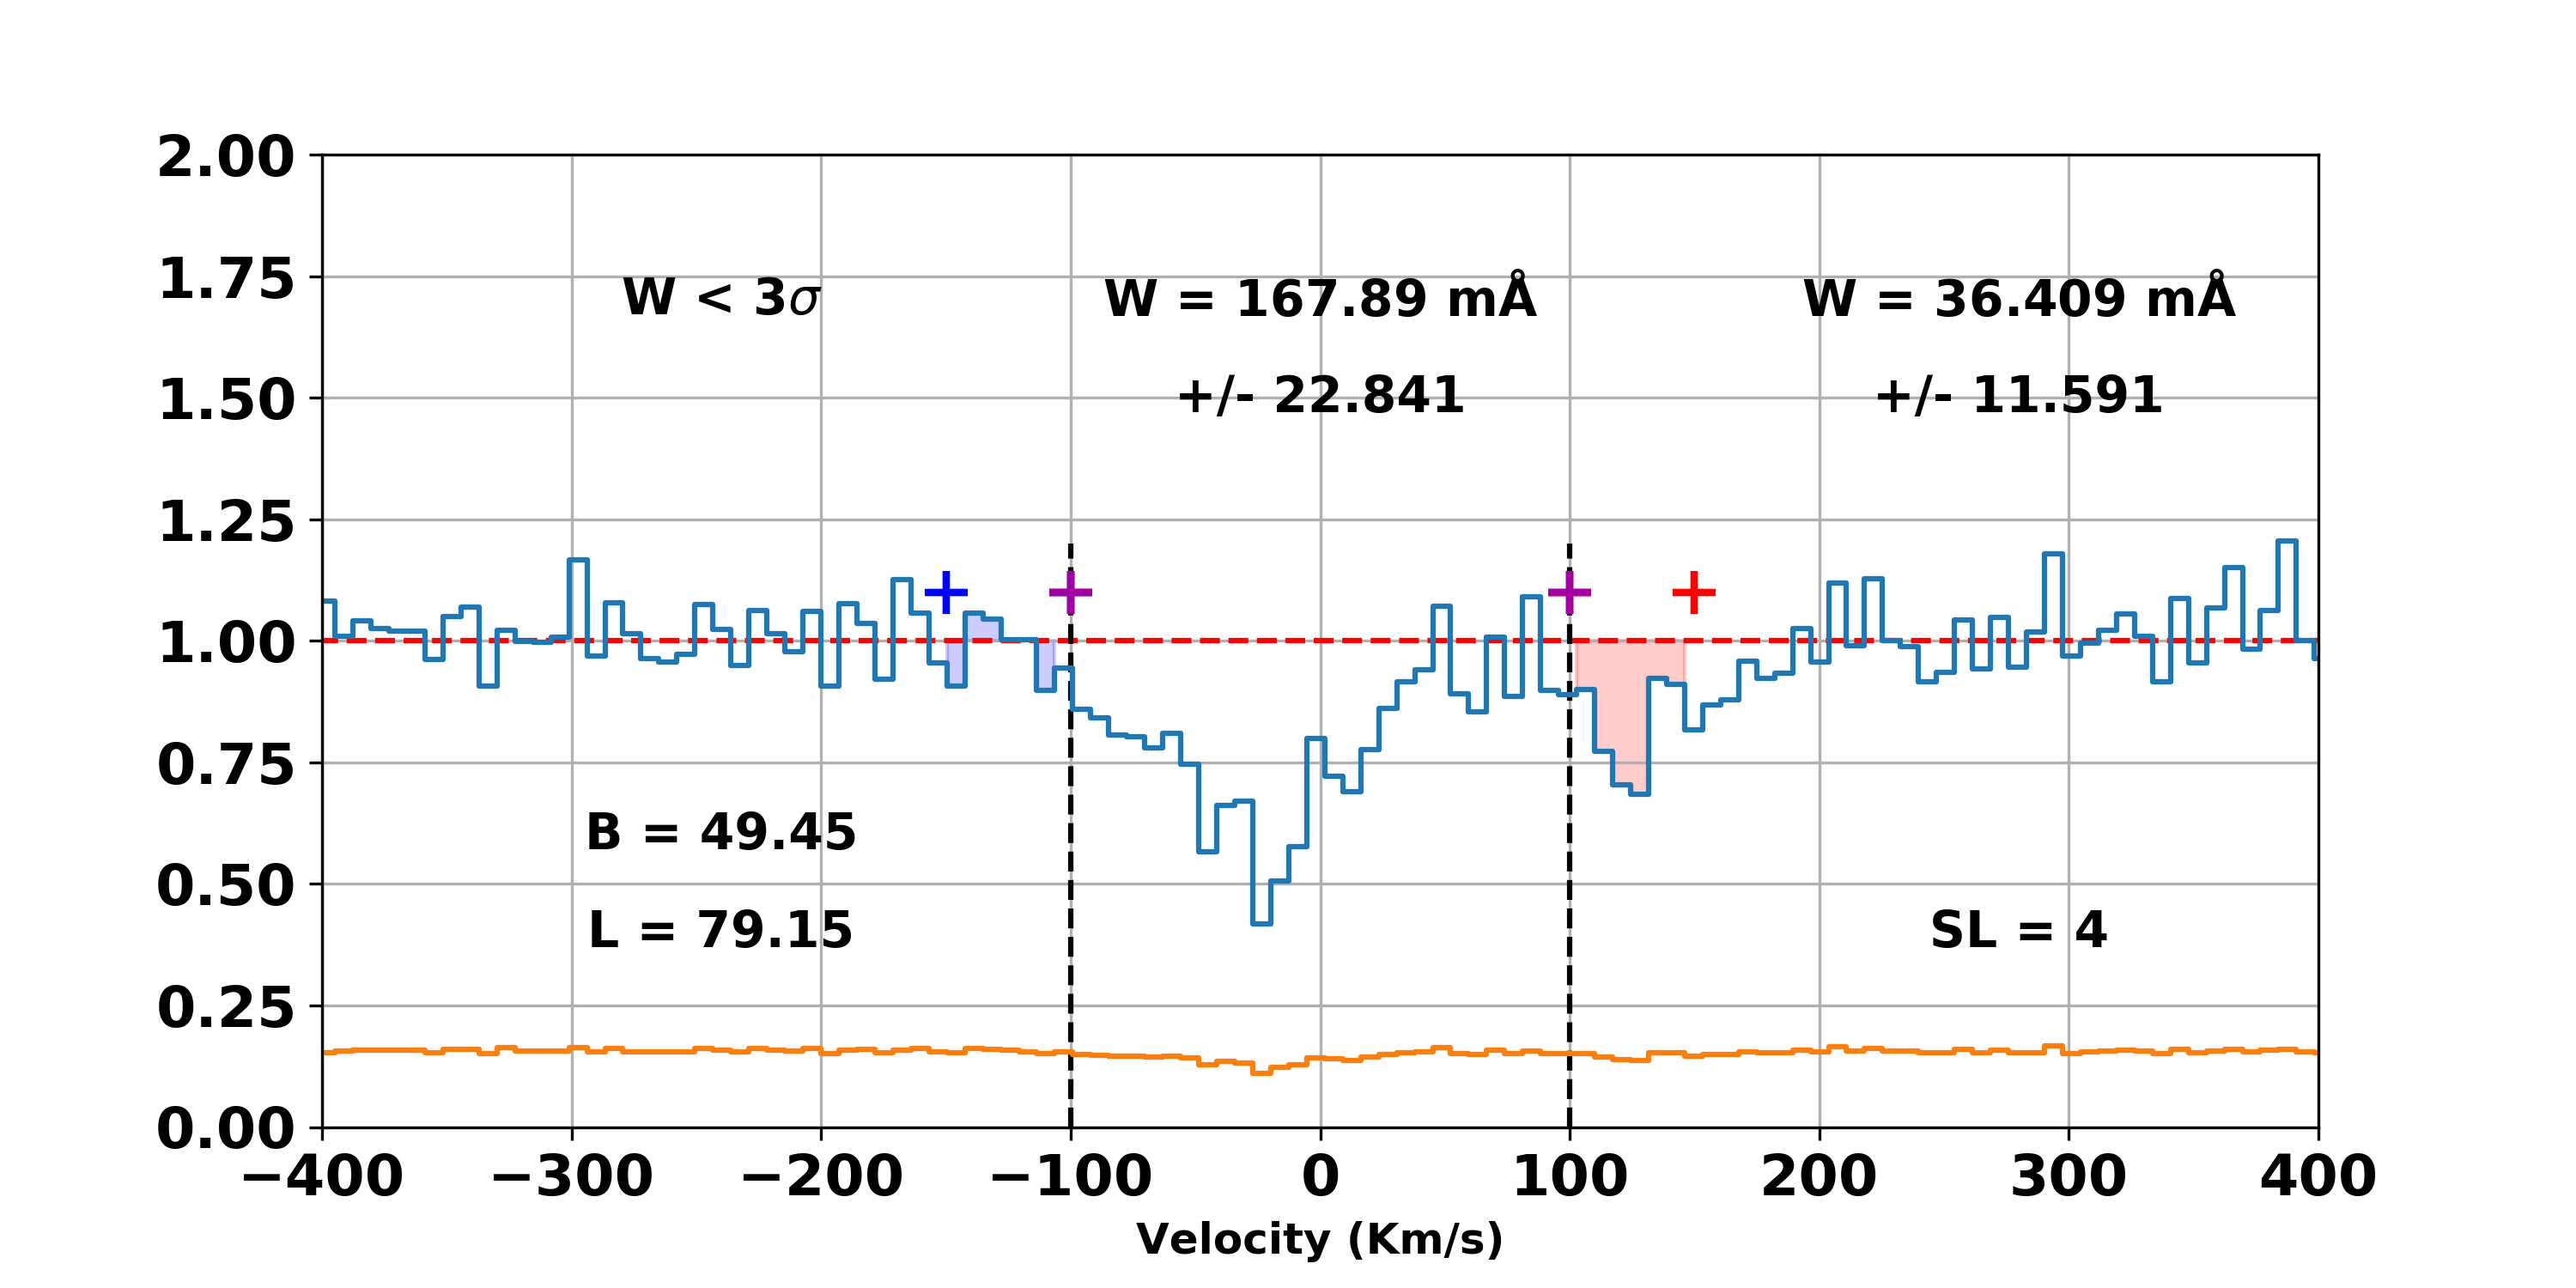 2.00
1.75
1.50
1.25
1.00
0.75
0.50
0.25
0.00
W < 3σ
W = 167.89 mÅ
+/- 22.841
W = 36.409 mÅ
+/- 11.591
B = 49.45
L = 79.15
SL = 4
−400 −300 −200 −100 0 100 200 300 400
Velocity (Km/s)